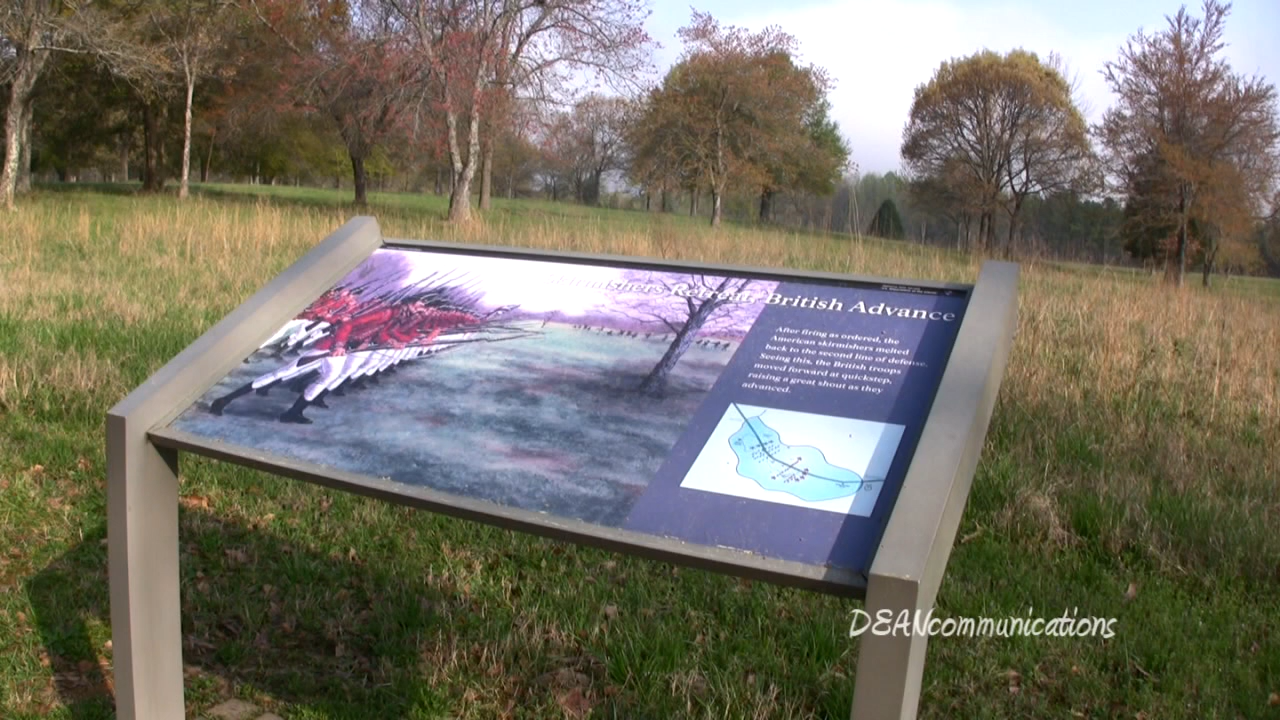 Skirmishers Retreat, British Advance
After firing as ordered, the
American skirmishers melted
back to the second line of defense.
Seeing this, the British troops
moved forward at quickstep,
raising a great shout as they
advanced.
DEANcommunications